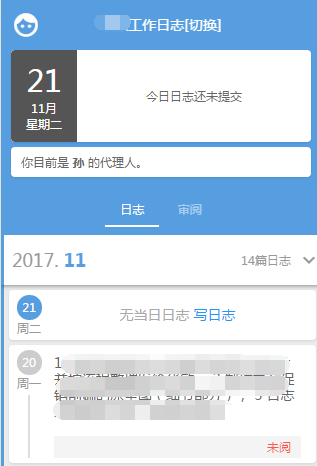 工作日志[切换]
21
11月
星期二
今日日志还未提交
你目前是 孙 的代理人。
日志 审阅
2017. 11 14篇日志
21
周二
无当日日志 写日志
20
周一
1
未阅